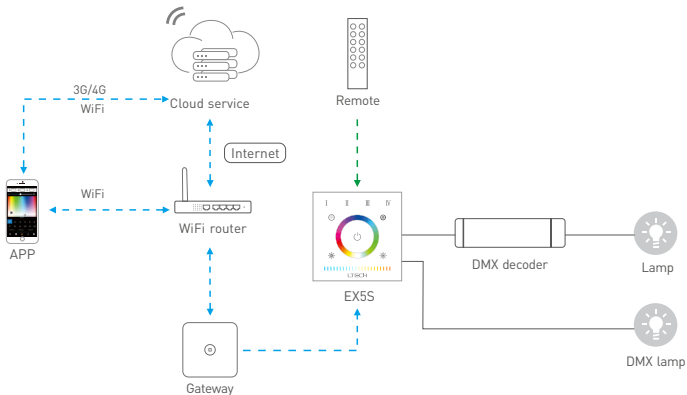 3G/4G
WiFi
Cloud service
Remote
Internet
WiFi
WiFi router
APP
I II III IV
LTECH
EX5S
DMX decoder
Lamp
DMX lamp
Gateway